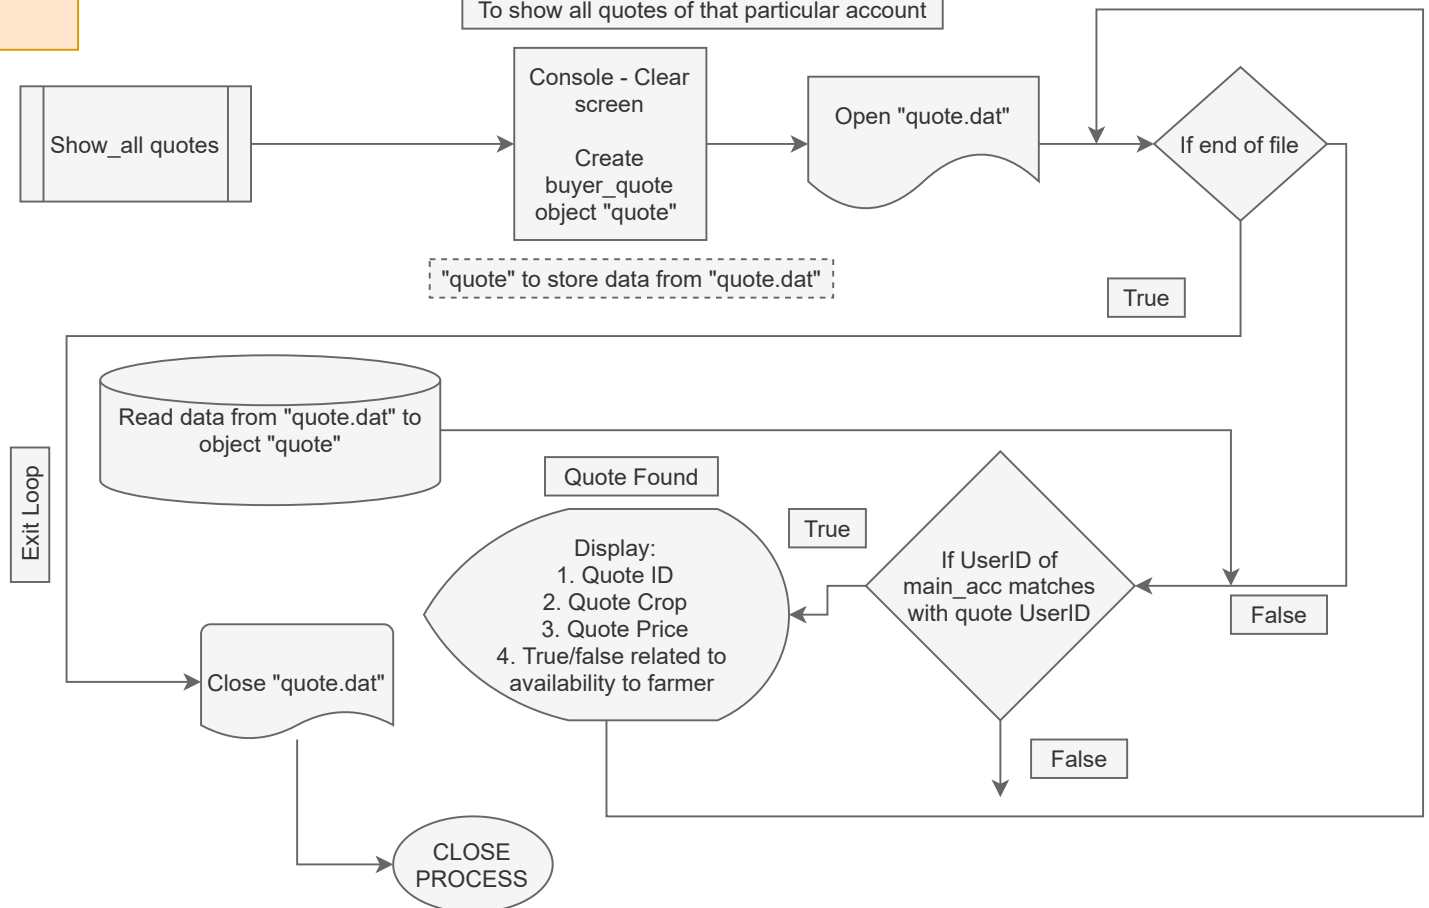 To show all quotes of that particular account
Show_all quotes
Console - Clear
screen
Create
buyer_quote
object "quote"
Open "quote.dat"
If end of file
"quote" to store data from "quote.dat"
True
Read data from "quote.dat" to
object "quote"
Exit Loop
Quote Found
True
Display:
1. Quote ID
2. Quote Crop
3. Quote Price
4. True/false related to
availability to farmer
If UserID of
main_acc matches
with quote UserID
False
Close "quote.dat"
False
CLOSE
PROCESS